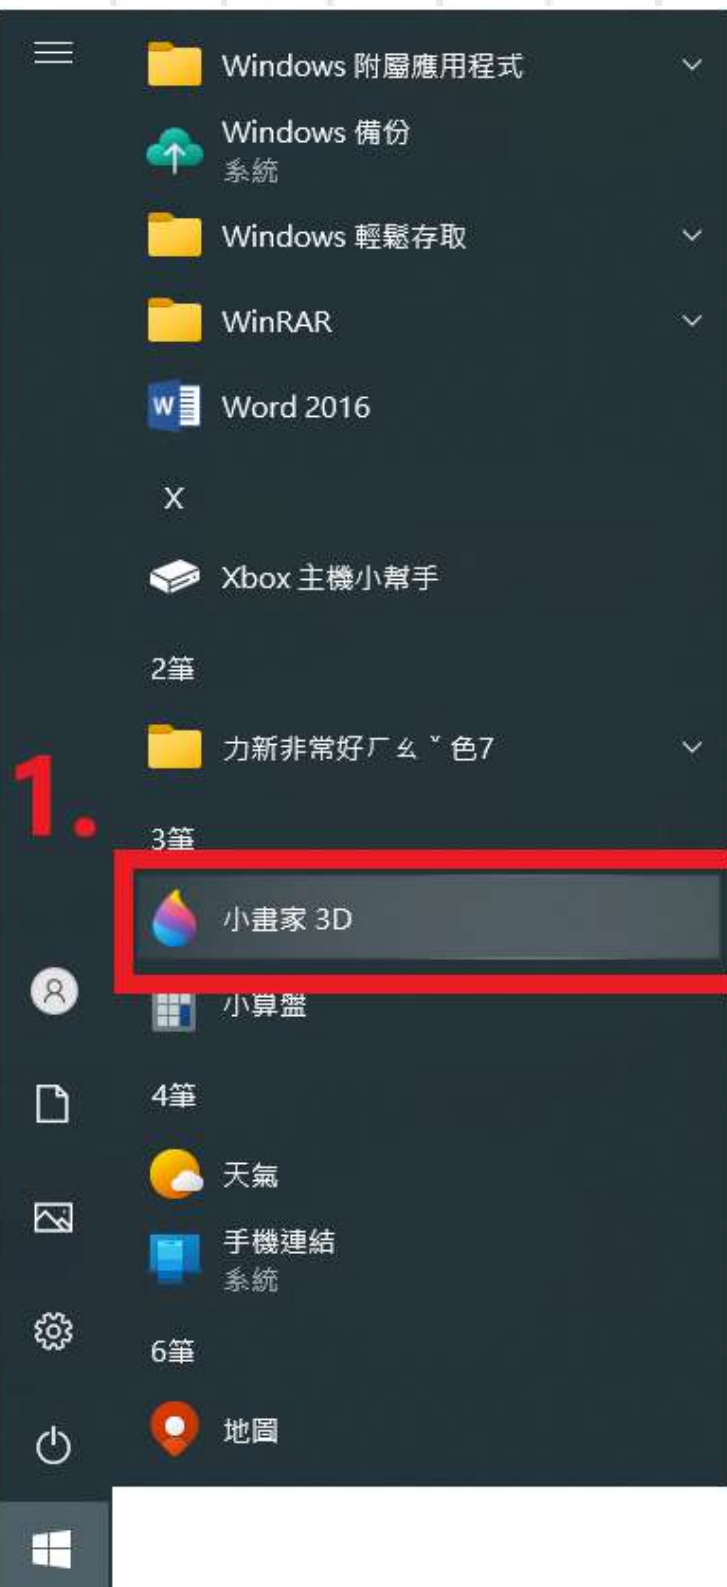 Windows 附屬應用程式
Windows 備份
系統
Windows 輕鬆存取
WinRAR
Word 2016
X
Xbox 主機小幫手
2筆
力新非常好ㄏㄠˇ色7
1.
3筆
小畫家 3D
小算盤
4筆
天氣
手機連結
系統
6筆
地圖